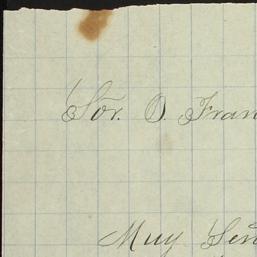 Sor. D. Fran
Muy Señ